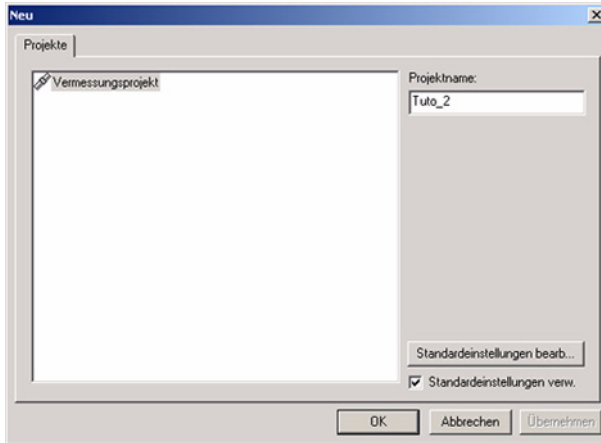 Neu
Projekte
Vermessungsprojekt
Projektname:
Tuto_2
Standardeinstellungen bearb...
Standardeinstellungen verw.
OK
Abbrechen
Übernehmen